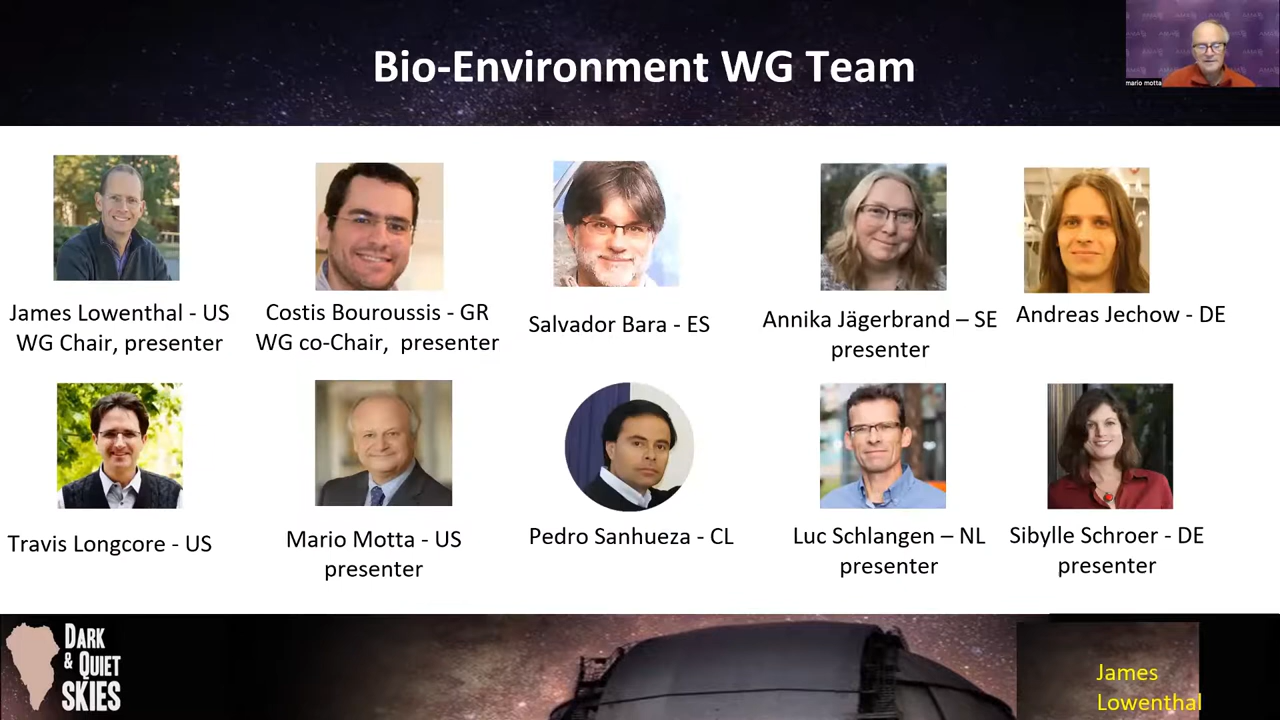 Bio-Environment WG Team
mario motta
James Lowenthal - US
WG Chair, presenter
Costis Bouroussis - GR
WG co-Chair, presenter
Salvador Bara - ES
Annika Jägerbrand – SE
presenter
Andreas Jechow - DE
Travis Longcore - US
Mario Motta - US
presenter
Pedro Sanhueza - CL
Luc Schlangen – NL
presenter
Sibylle Schroer - DE
presenter
DARK
& QUIET
SKIES
James
Lowenthal